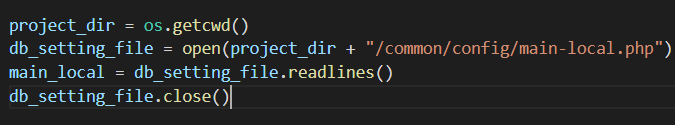 project_dir = os.getcwd()
db_setting_file = open(project_dir + "/common/config/main-local.php")
main_local = db_setting_file.readlines()
db_setting_file.close()